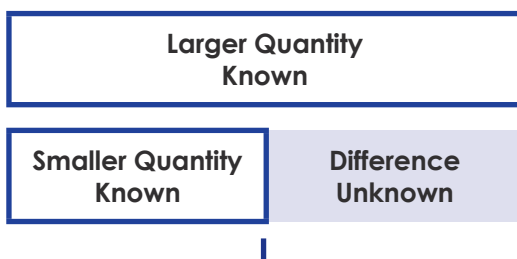 Larger Quantity
Known
Smaller Quantity
Known
Difference
Unknown